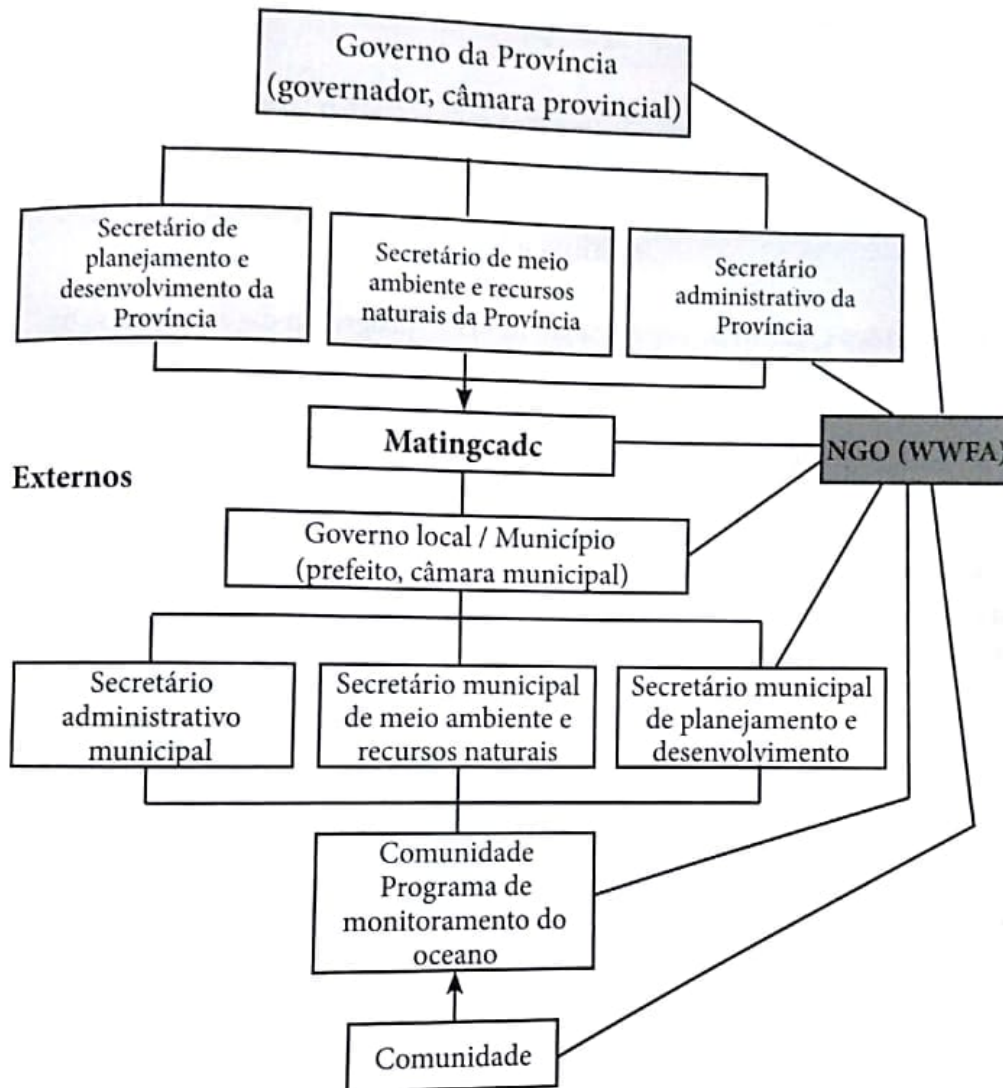 Governo da Província
(governador, câmara provincial)
Secretário de
planejamento e
desenvolvimento da
Província
Secretário de meio
ambiente e recursos
naturais da Província
Secretário
administrativo da
Província
Matingcadc
NGO (WWFA)
Externos
Governo local / Município
(prefeito, câmara municipal)
Secretário
administrativo
municipal
Secretário municipal
de meio ambiente e
recursos naturais
Secretário municipal
de planejamento e
desenvolvimento
Comunidade
Programa de
monitoramento do
oceano
Comunidade